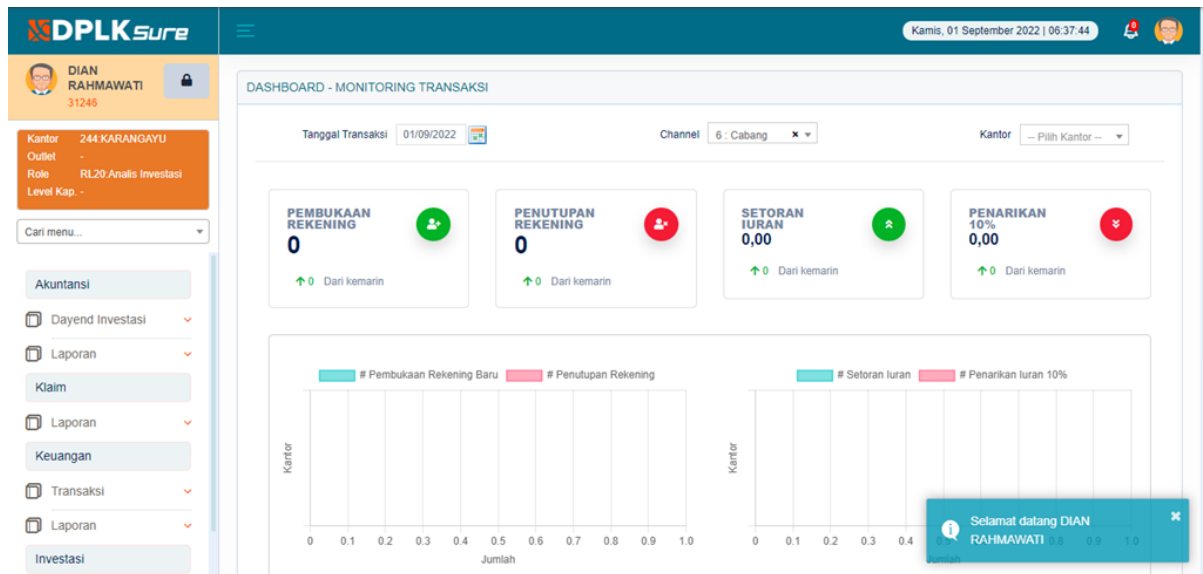 DPLKSure
Kamis, 01 September 2022 | 06:37:44
0
DIAN
RAHMAWATI
31246
Kantor 244:KARANGAYU
Outlet -
Role RL20:Analis Investasi
Level Kap. -
Cari menu...
Akuntansi
Dayend Investasi
Laporan
Klaim
Laporan
Keuangan
Transaksi
Laporan
Investasi
DASHBOARD - MONITORING TRANSAKSI
Tanggal Transaksi 01/09/2022 Channel 6 : Cabang × Kantor -- Pilih Kantor --
PEMBUKAAN
REKENING
0
0 Dari kemarin
PENUTUPAN
REKENING
0
0 Dari kemarin
SETORAN
IURAN
0,00
0 Dari kemarin
PENARIKAN
10%
0,00
0 Dari kemarin
# Pembukaan Rekening Baru # Penutupan Rekening
Kantor
0 0.1 0.2 0.3 0.4 0.5 0.6 0.7 0.8 0.9 1.0
Jumlah
# Setoran Iuran # Penarikan Iuran 10%
Kantor
0 0.1 0.2 0.3 0.4 0.8 0.9 1.0
Jumlah
Selamat datang DIAN
RAHMAWATI
×